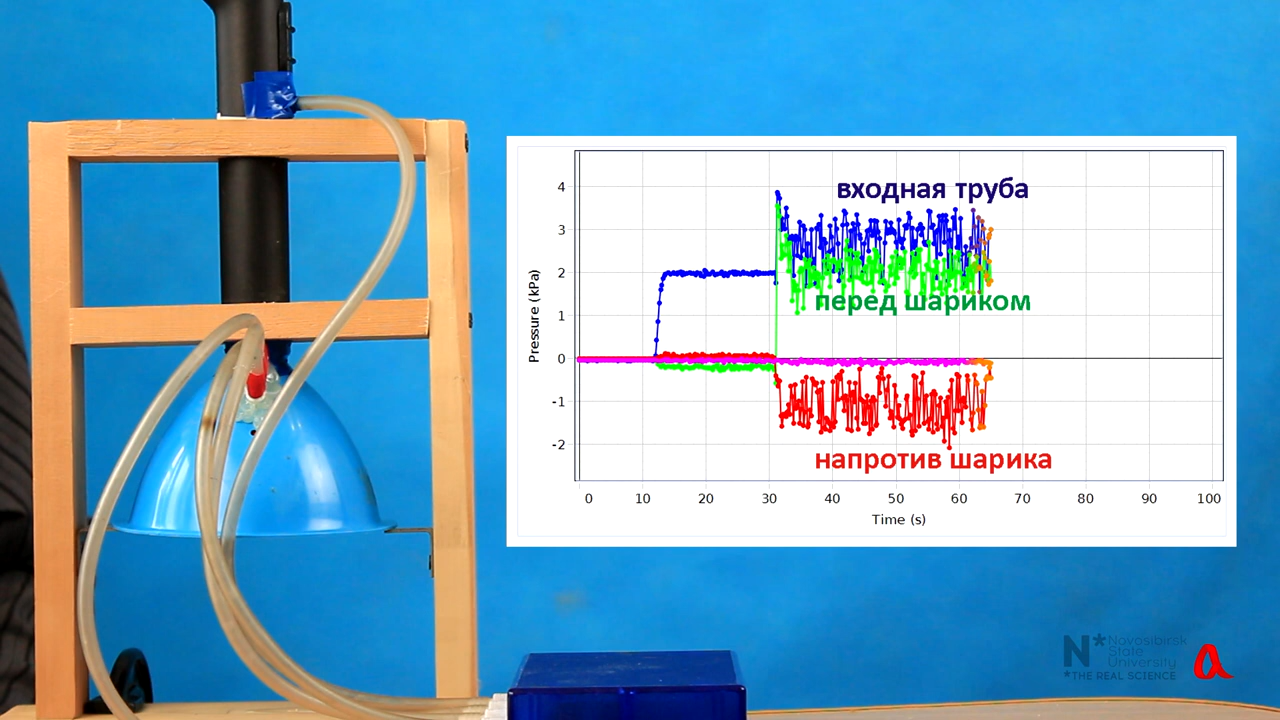 входная труба
перед шариком
напротив шарика
Pressure (kPa)
4
3
2
1
0
-1
-2
0 10 20 30 40 50 60 70 80 90 100
Time (s)
N* Novosibirsk
State
University
*THE REAL SCIENCE